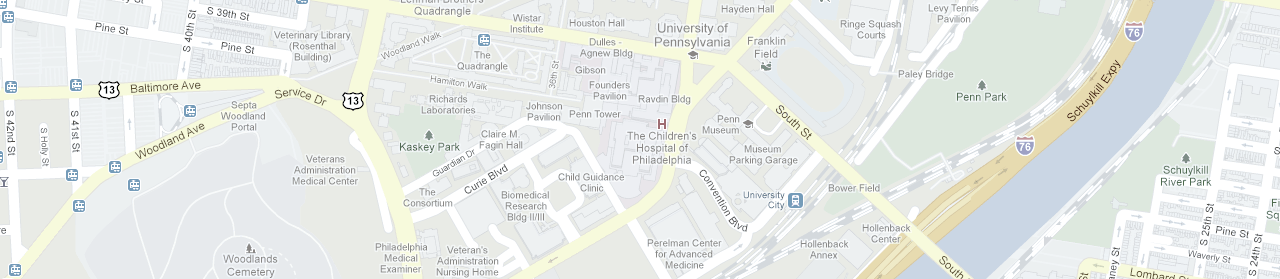 S 39th St
Lehman Brothers
Quadrangle
Wistar
Institute
Houston Hall
Hayden Hall
Levy Tennis
Pavilion
Ring Squash
Courts
Pine St
S 40th St
Pine St
Veterinary Library
(Rosenthal
Building)
Woodland Walk
The
Quadrangle
Dulles -
Agnew Bldg
University of
Pennsylvania
Franklin
Field
76
Hamilton Walk
36th St
Gibson
Founders
Pavilion
Ravdin Bldg
Paley Bridge
Penn Park
Schuylkill Expy
13
Baltimore Ave
Service Dr
13
Septa
Woodland
Portal
Richards
Laboratories
Johnson
Pavilion
Penn Tower
H
The Children's
Hospital of
Philadelphia
Penn
Museum
South St
S 42nd St
S Holly St
S 41st St
Woodland Ave
Kaskey Park
Claire M
Fagin Hall
Museum
Parking Garage
76
Veterans
Administration
Medical Center
Guardian Dr
Curie Blvd
Child Guidance
Clinic
Convention Blvd
University
City
Bower Field
Schuylkill
River Park
The
Consortium
Biomedical
Research
Bldg II/III
Hollenback
Center
S 25th St
Pine St
S 24th St
Woodlands
Cemetery
Philadelphia
Medical
Examiner
Veteran's
Administration
Nursing Home
Perelman Center
for Advanced
Medicine
Hollenback
Annex
South
Waverly St